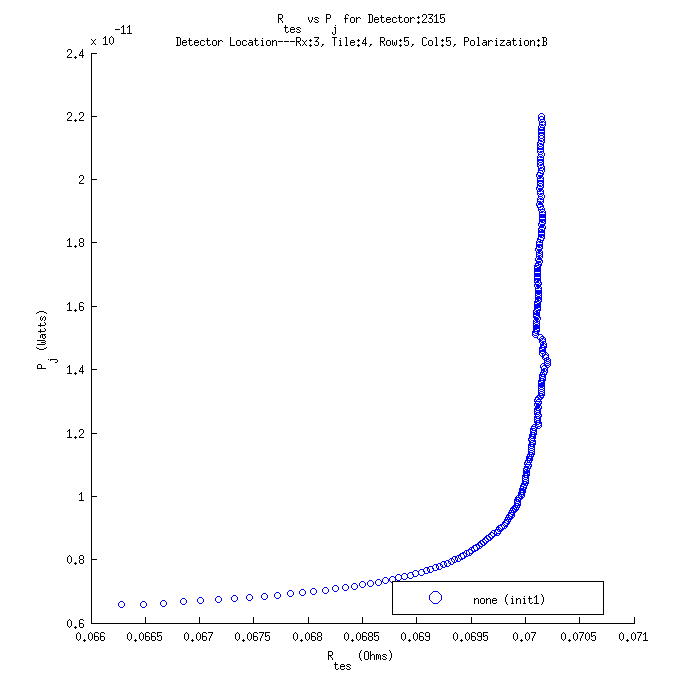 R_tes vs P_j for Detector:2315
Detector Location---Rx:3, Tile:4, Row:5, Col:5, Polarization:B
x 10^-11
2.4
2.2
2
1.8
1.6
1.4
1.2
1
0.8
0.6
P_j (Watts)
none (init1)
0.066 0.0665 0.067 0.0675 0.068 0.0685 0.069 0.0695 0.07 0.0705 0.071
R_tes (Ohms)